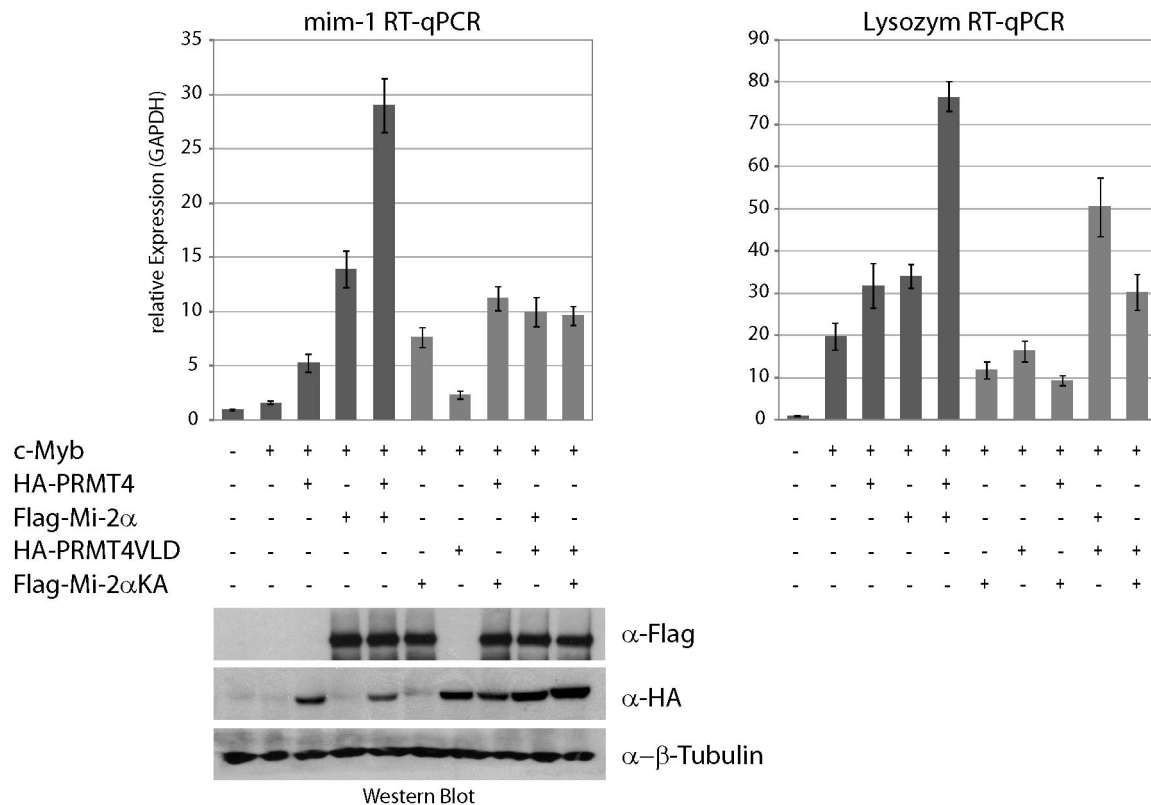 mim-1 RT-qPCR
relative Expression (GAPDH)
35
30
25
20
15
10
5
0
Lysozym RT-qPCR
90
80
70
60
50
40
30
20
10
0
c-Myb - + + + + + + + + + - + + + + + + + + +
HA-PRMT4 - - + - + - - + - - - - + - + - - + - -
Flag-Mi-2α - - - + + - - - + - - - - + + - - - + -
HA-PRMT4VLD - - - - - - + - + + - - - - - - + - + +
Flag-Mi-2αKA - - - - - + - + - + - - - - - + - + - +
α-Flag
α-HA
α-β-Tubulin
Western Blot